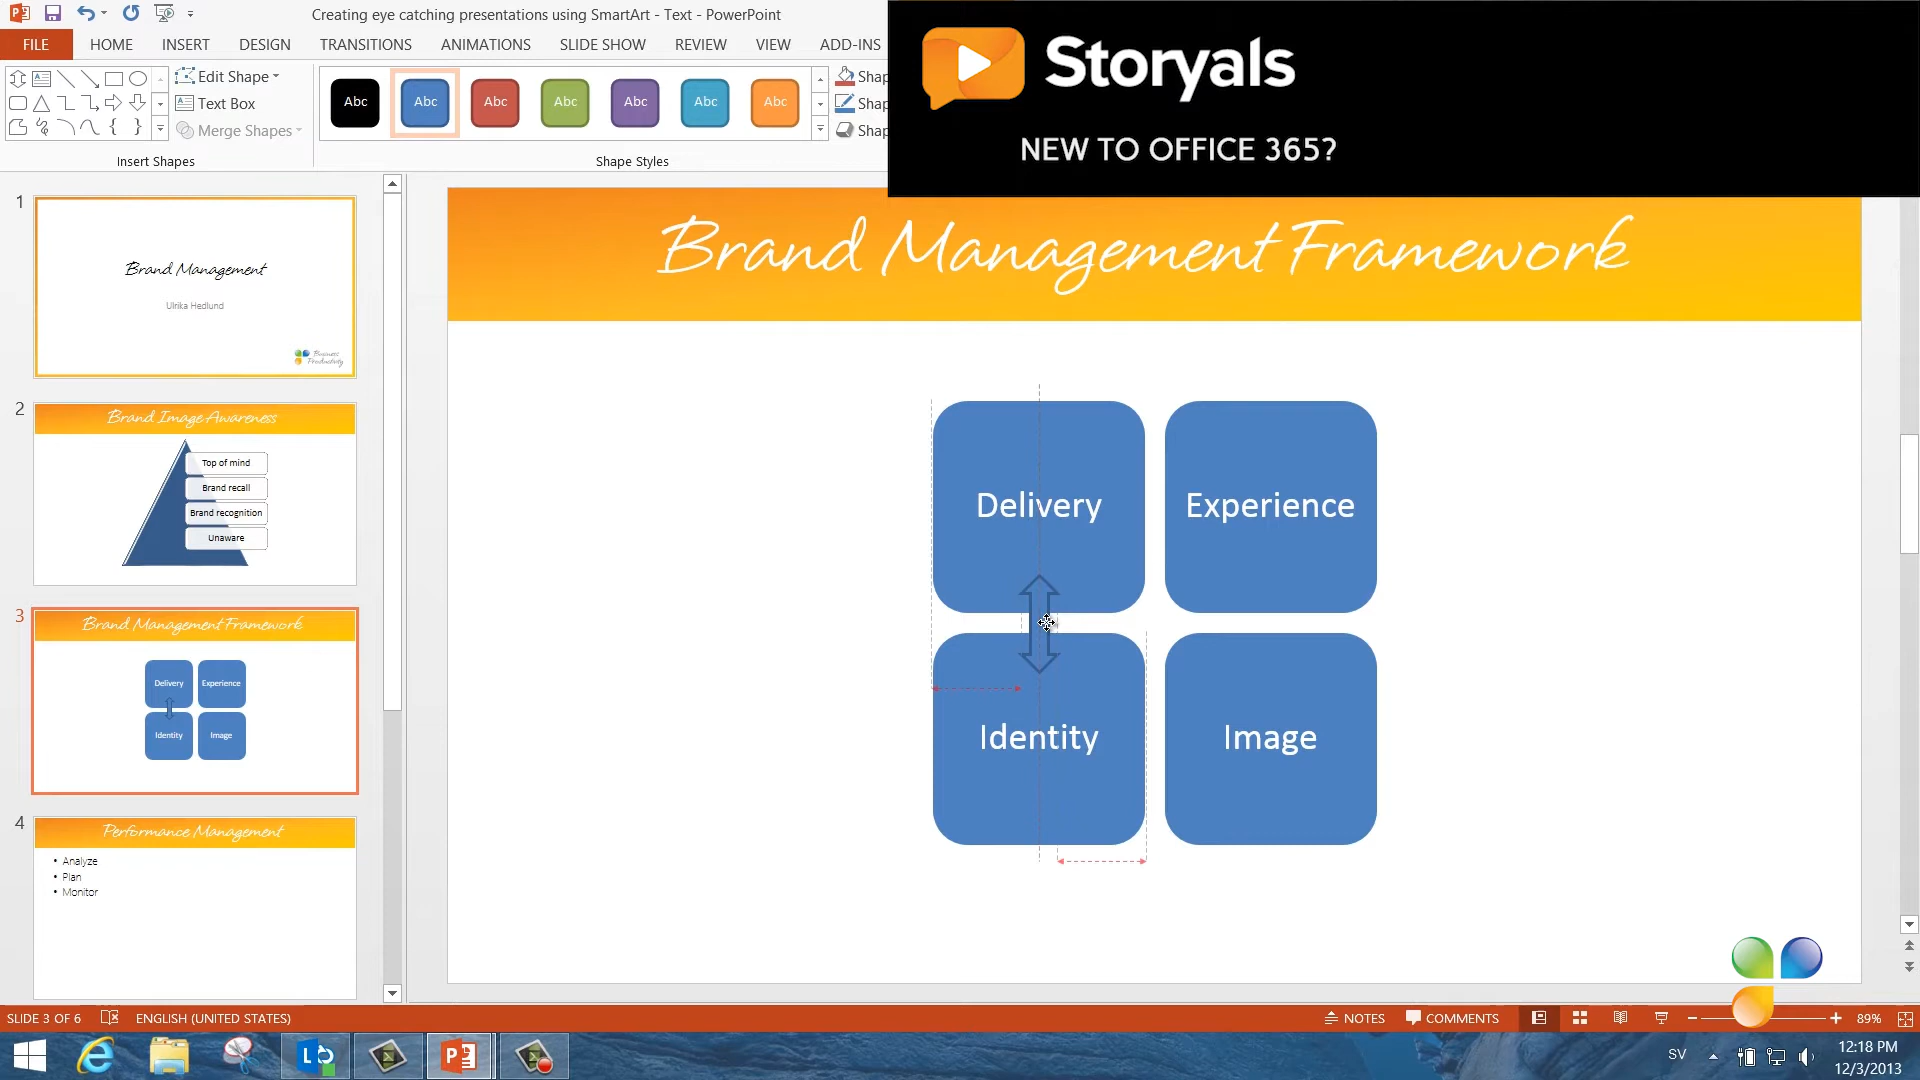 Creating eye catching presentations using SmartArt - Text - PowerPoint
FILE HOME INSERT DESIGN TRANSITIONS ANIMATIONS SLIDE SHOW REVIEW VIEW ADD-INS
Storyals
NEW TO OFFICE 365?
Edit Shape
Text Box
Merge Shapes
Insert Shapes
Abc Abc Abc Abc Abc Abc Abc
Shap
Shap
Shap
Shape Styles
1
Brand Management
Ulrika Hedlund
Business
Productivity
2
Brand Image Awareness
Top of mind
Brand recall
Brand recognition
Unaware
3
Brand Management Framework
Delivery Experience
Identity Image
4
Performance Management
• Analyze
• Plan
• Monitor
Brand Management Framework
Delivery Experience
Identity Image
SLIDE 3 OF 6 ENGLISH (UNITED STATES) NOTES COMMENTS 89%
SV
12:18 PM
12/3/2013